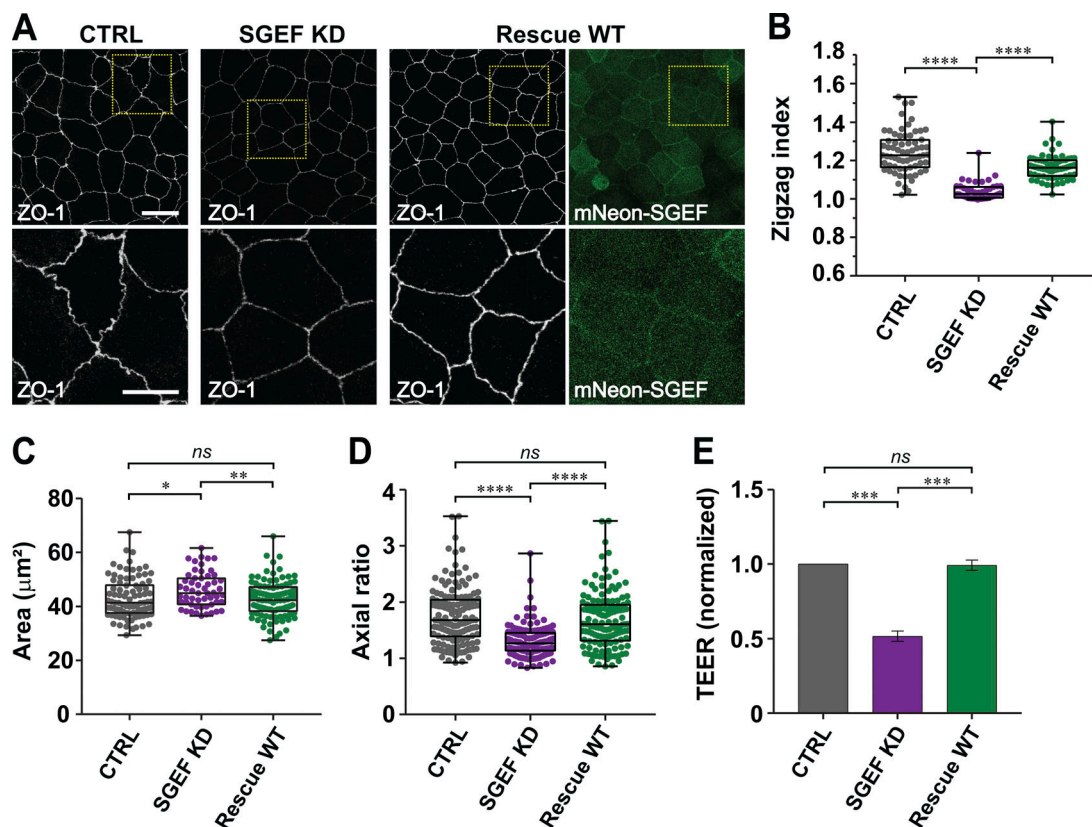 A
CTRL
SGEF KD
Rescue WT
ZO-1
ZO-1
ZO-1
mNeon-SGEF
ZO-1
ZO-1
ZO-1
mNeon-SGEF
B
Zigzag index
1.8
1.6
1.4
1.2
1.0
0.8
0.6
****
****
CTRL
SGEF KD
Rescue WT
C
Area (μm²)
80
60
40
20
0
ns
*
**
CTRL
SGEF KD
Rescue WT
D
Axial ratio
4
3
2
1
0
ns
****
****
CTRL
SGEF KD
Rescue WT
E
TEER (normalized)
1.5
1.0
0.5
0
ns
***
***
CTRL
SGEF KD
Rescue WT